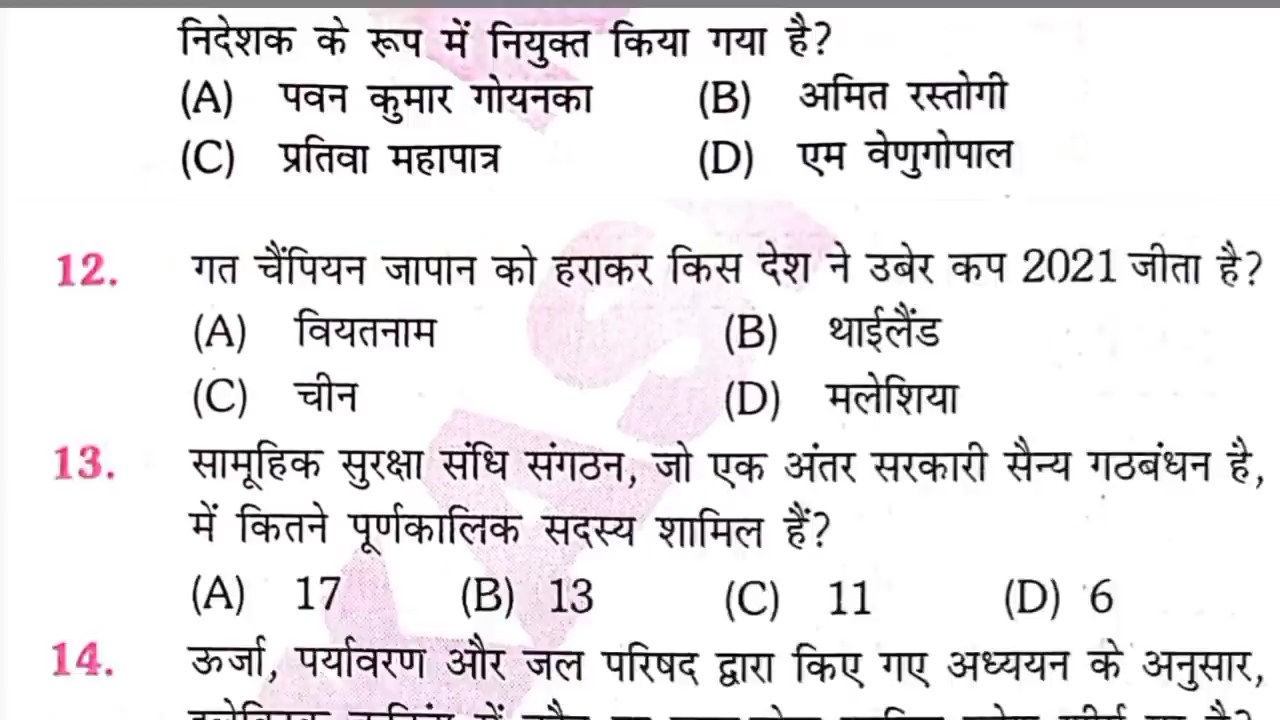 निदेशक के रूप में नियुक्त किया गया है?
(A) पवन कुमार गोयनका (B) अमित रस्तोगी
(C) प्रतिवा महापात्र (D) एम वेणुगोपाल
12. गत चैंपियन जापान को हराकर किस देश ने उबेर कप 2021 जीता है?
(A) वियतनाम (B) थाईलैंड
(C) चीन (D) मलेशिया
13. सामूहिक सुरक्षा संधि संगठन, जो एक अंतर सरकारी सैन्य गठबंधन है,
में कितने पूर्णकालिक सदस्य शामिल हैं?
(A) 17 (B) 13 (C) 11 (D) 6
14. ऊर्जा, पर्यावरण और जल परिषद द्वारा किए गए अध्ययन के अनुसार,